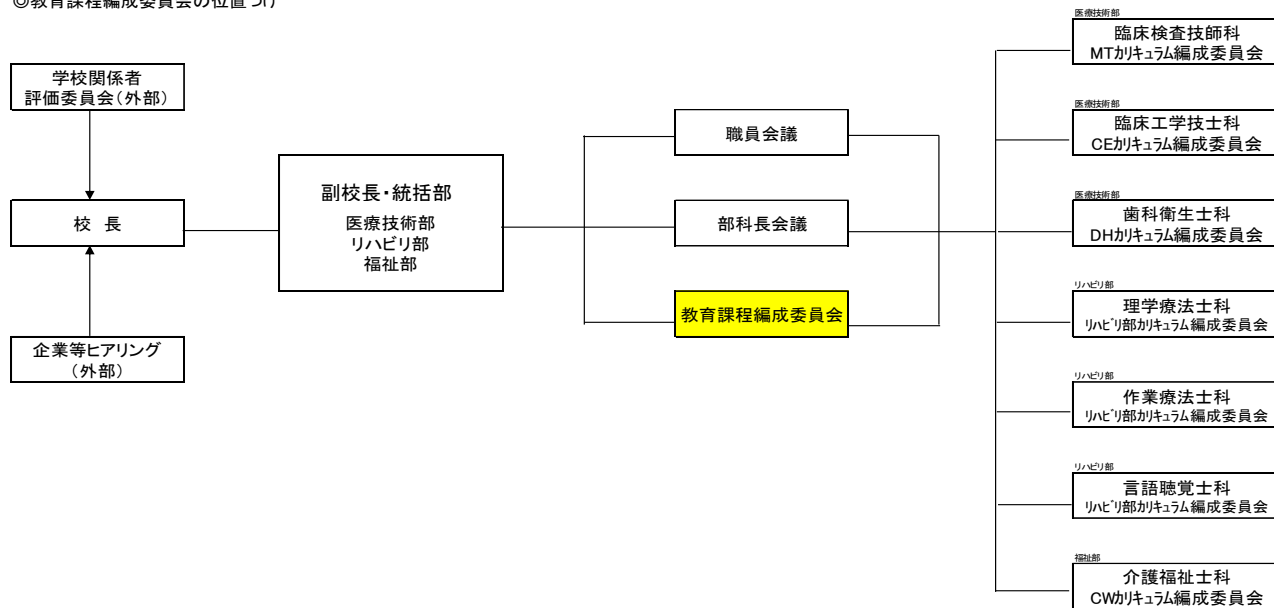 ◎教育課程編成委員会の位置づけ
学校関係者
評価委員会(外部)
校 長
企業等ヒアリング
(外部)
副校長・統括部
医療技術部
リハビリ部
福祉部
職員会議
部科長会議
教育課程編成委員会
医療技術部
臨床検査技師科
MTカリキュラム編成委員会
医療技術部
臨床工学技士科
CEカリキュラム編成委員会
医療技術部
歯科衛生士科
DHカリキュラム編成委員会
リハビリ部
理学療法士科
リハビリ部カリキュラム編成委員会
リハビリ部
作業療法士科
リハビリ部カリキュラム編成委員会
リハビリ部
言語聴覚士科
リハビリ部カリキュラム編成委員会
福祉部
介護福祉士科
CWカリキュラム編成委員会